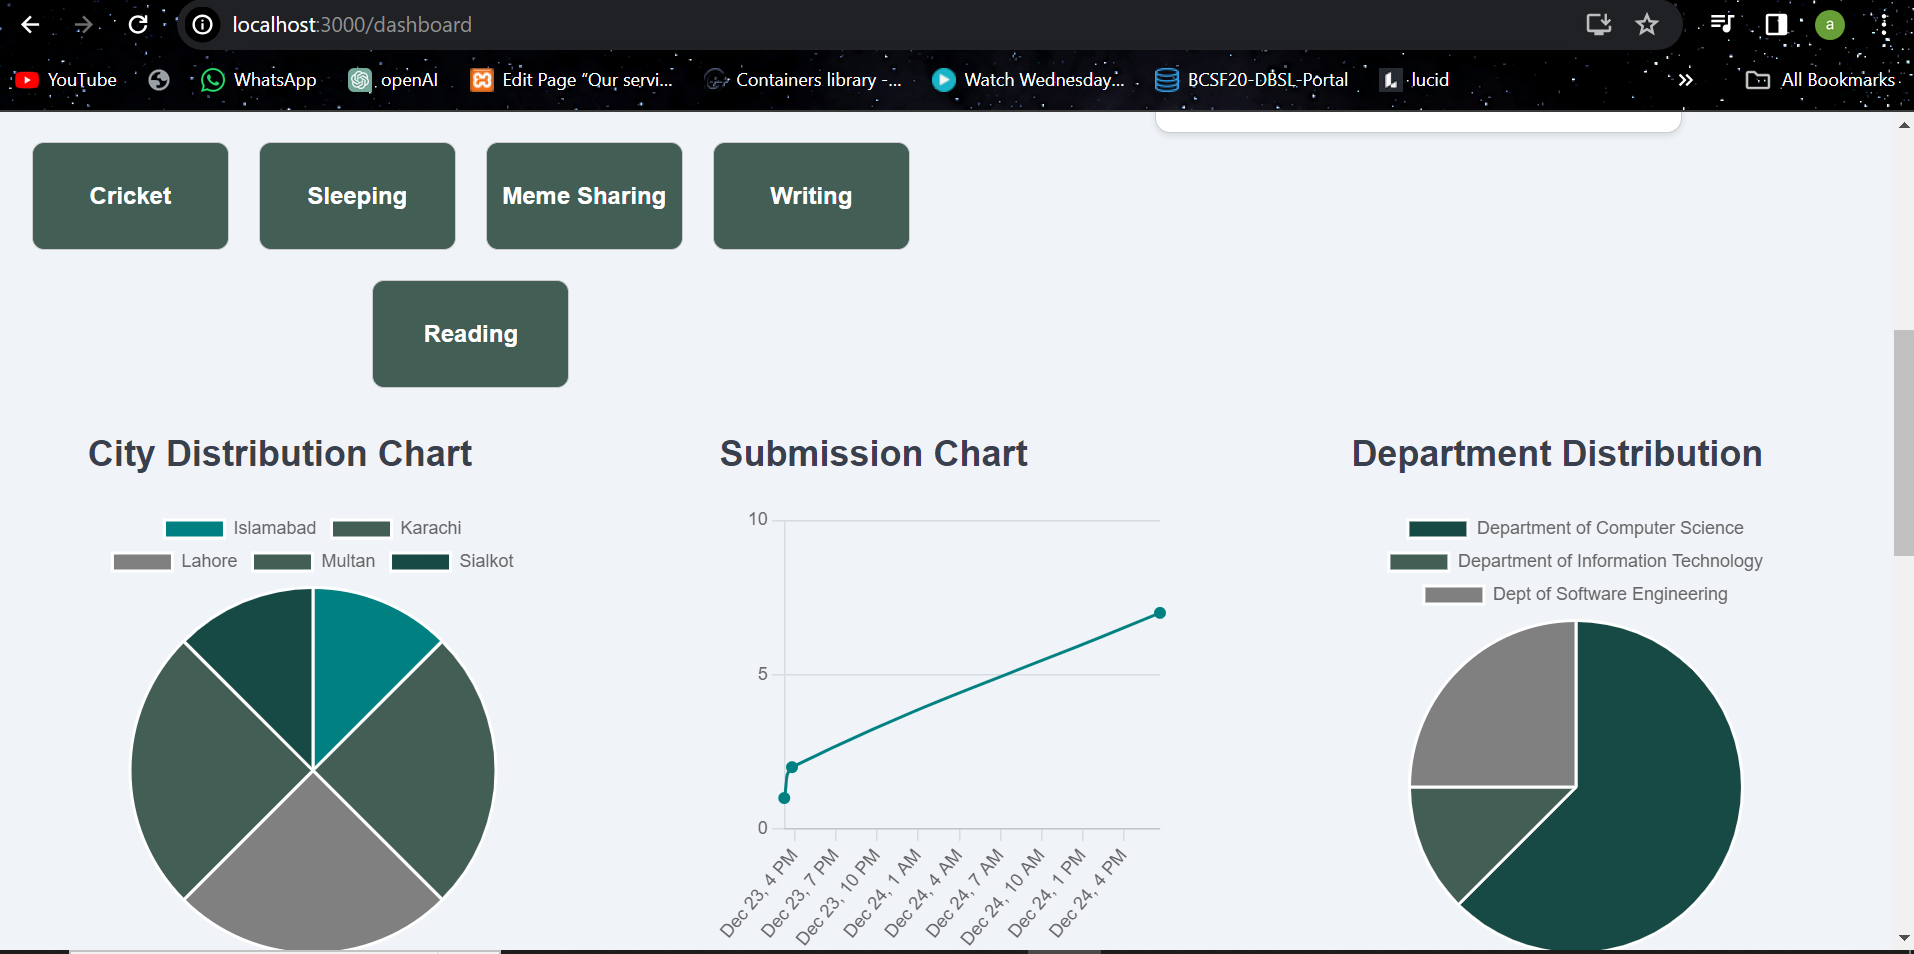 localhost:3000/dashboard
a
YouTube WhatsApp openAI Edit Page “Our servi... Containers library -... Watch Wednesday... BCSF20-DBSL-Portal lucid » All Bookmarks
Cricket Sleeping Meme Sharing Writing
Reading
City Distribution Chart
Islamabad Karachi
Lahore Multan Sialkot
Submission Chart
10
5
0
Dec 23, 4 PM
Dec 23, 7 PM
Dec 23, 10 PM
Dec 24, 1 AM
Dec 24, 4 AM
Dec 24, 7 AM
Dec 24, 10 AM
Dec 24, 1 PM
Dec 24, 4 PM
Department Distribution
Department of Computer Science
Department of Information Technology
Dept of Software Engineering